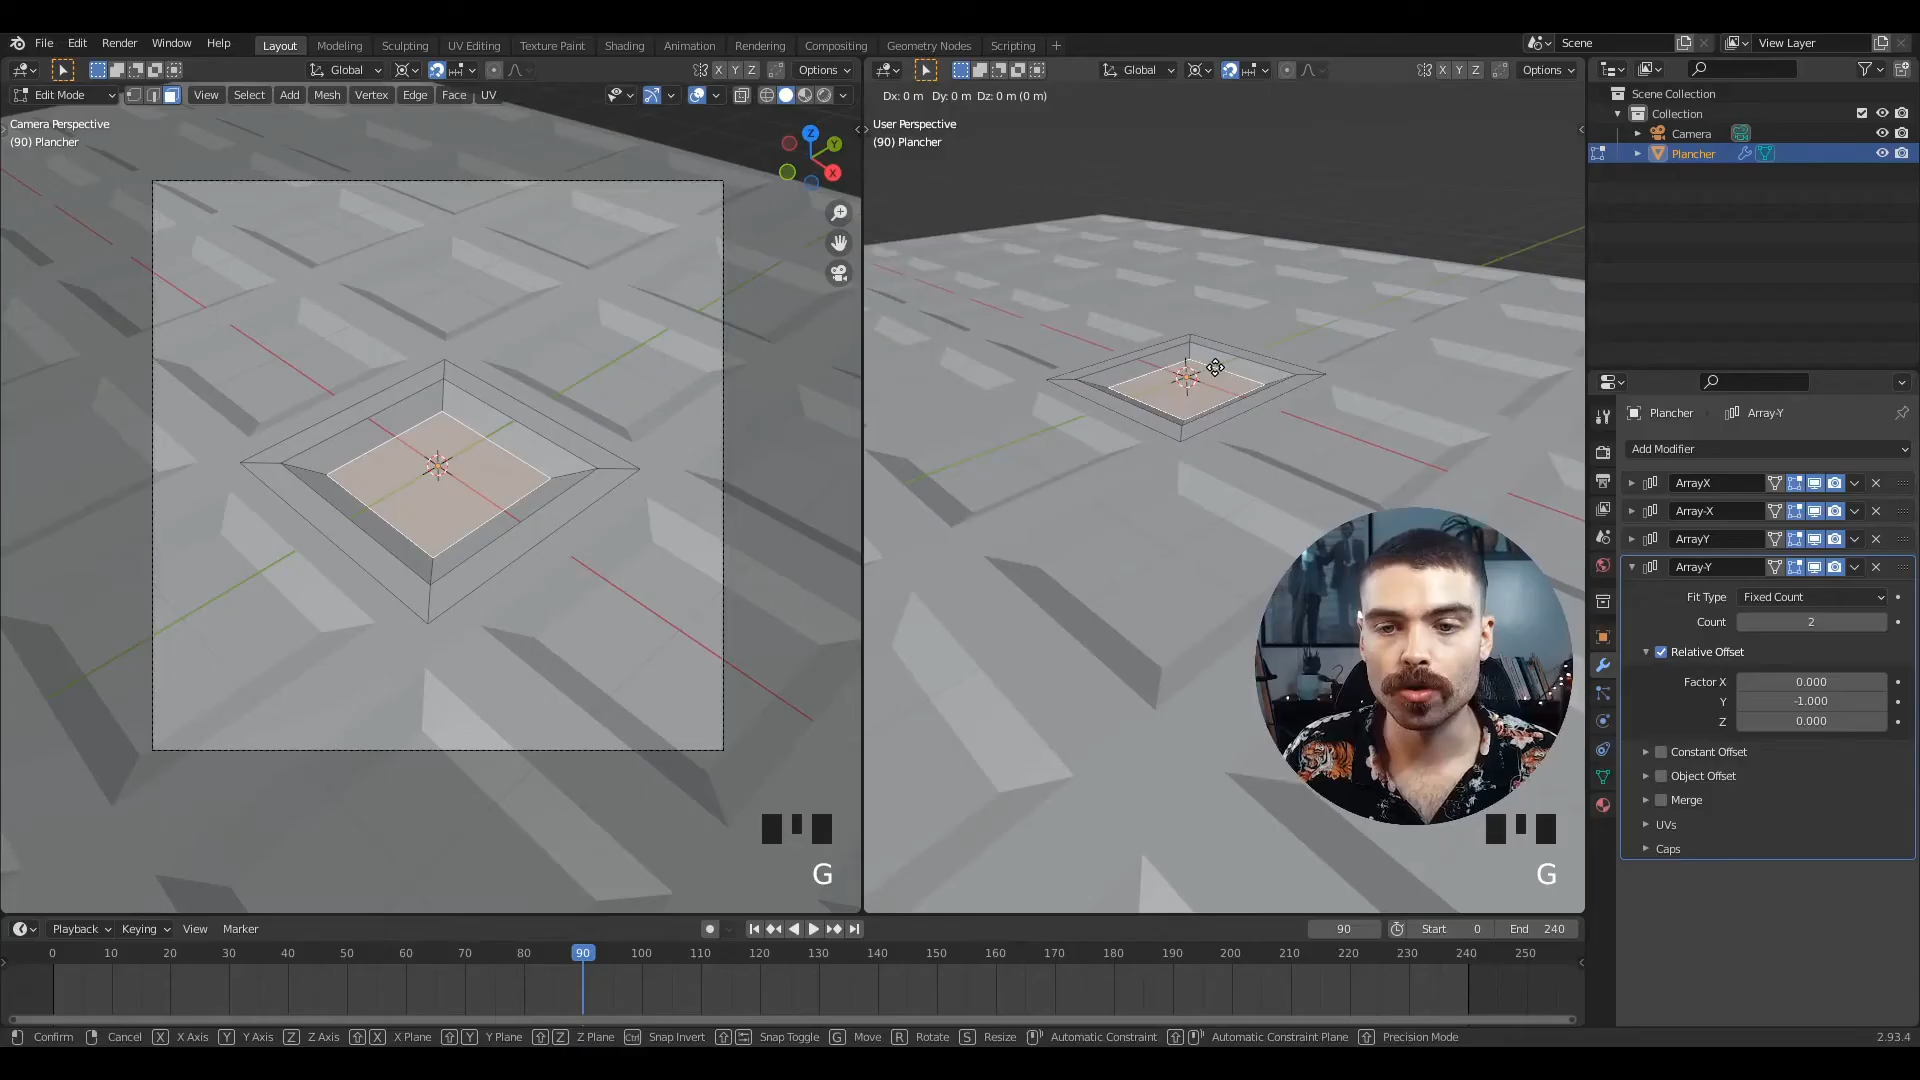 File Edit Render Window Help Layout Modeling Sculpting UV Editing Texture Paint Shading Animation Rendering Compositing Geometry Nodes Scripting + Scene View Layer
Global X Y Z Options Global X Y Z Options
Edit Mode View Select Add Mesh Vertex Edge Face UV
Dx: 0 m Dy: 0 m Dz: 0 m (0 m)
Camera Perspective
(90) Plancher
Z
Y
X
User Perspective
(90) Plancher
G
G
Scene Collection
Collection
Camera
Plancher
Plancher Array-Y
Add Modifier
ArrayX
Array-X
ArrayY
Array-Y
Fit Type Fixed Count
Count 2
Relative Offset
Factor X 0.000
Y -1.000
Z 0.000
Constant Offset
Object Offset
Merge
UVs
Caps
Playback Keying View Marker 90 Start 0 End 240
0 10 20 30 40 50 60 70 80 90 100 110 120 130 140 150 160 170 180 190 200 210 220 230 240 250
Confirm Cancel X X Axis Y Y Axis Z Z Axis X X Plane Y Y Plane Z Z Plane Ctrl Snap Invert Snap Toggle G Move R Rotate S Resize Automatic Constraint Automatic Constraint Plane Precision Mode 2.93.4